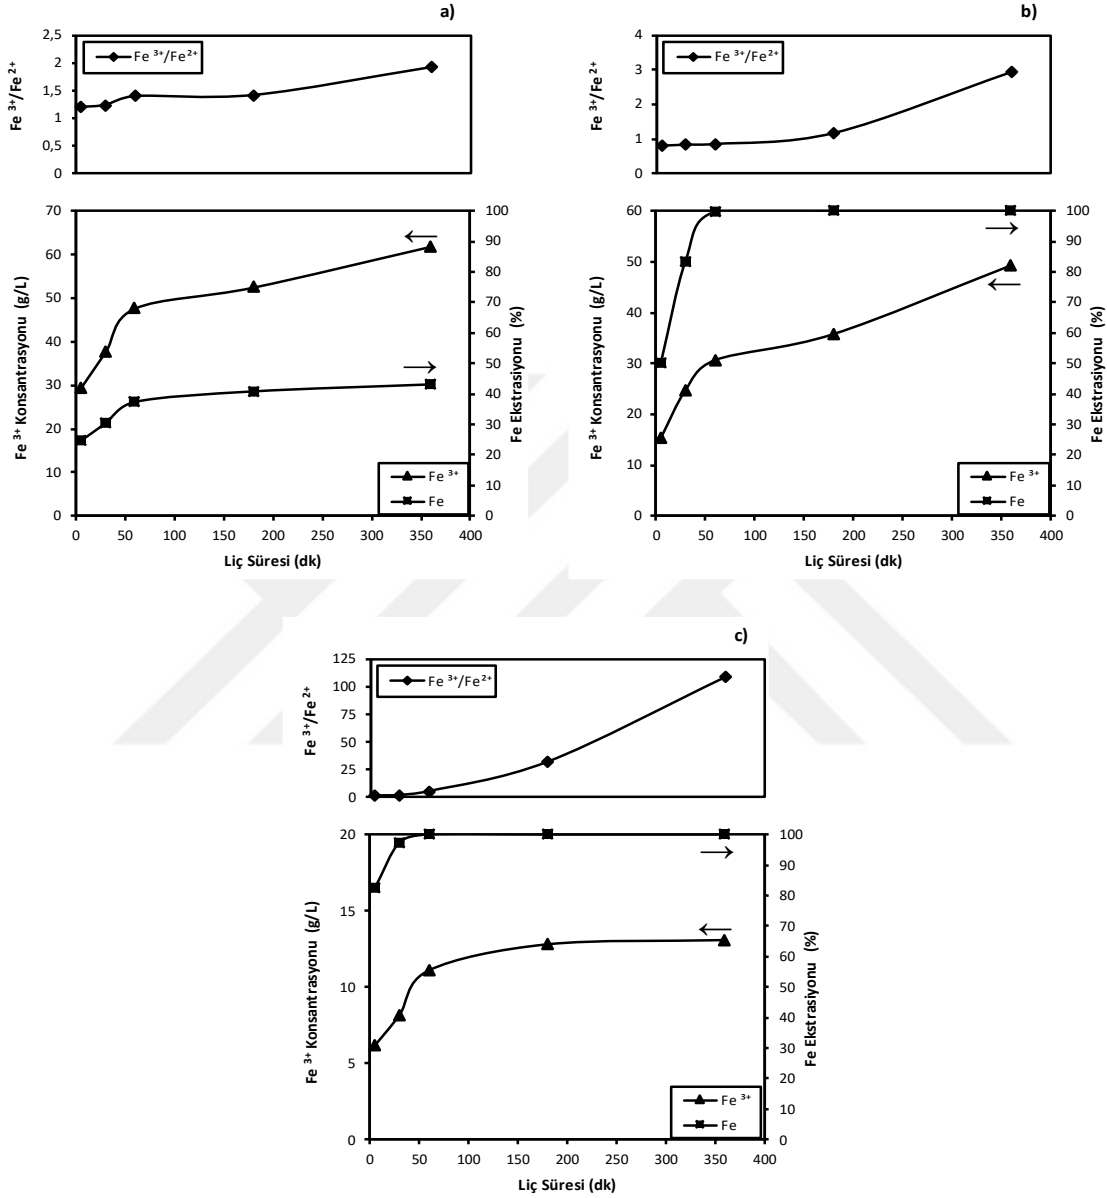 a)
Fe ³⁺/Fe ²⁺
2,5
2
1,5
1
0,5
0
Fe ³⁺/Fe²⁺
Fe ³⁺ Konsantrasyonu (g/L)
70
60
50
40
30
20
10
0
100
90
80
70
60
50
40
30
20
10
0
Fe Ekstrasiyonu (%)
Fe ³⁺
Fe
0 50 100 150 200 250 300 350 400
Liç Süresi (dk)
b)
Fe ³⁺/Fe ²⁺
4
3
2
1
0
Fe ³⁺/Fe²⁺
Fe ³⁺ Konsantrasyonu (g/L)
60
50
40
30
20
10
0
100
90
80
70
60
50
40
30
20
10
0
Fe Ekstrasiyonu (%)
Fe ³⁺
Fe
0 50 100 150 200 250 300 350 400
Liç Süresi (dk)
c)
Fe ³⁺/Fe ²⁺
125
100
75
50
25
0
Fe ³⁺/Fe²⁺
Fe ³⁺ Konsantrasyonu (g/L)
20
15
10
5
0
100
90
80
70
60
50
40
30
20
10
0
Fe Ekstrasiyonu (%)
Fe ³⁺
Fe
0 50 100 150 200 250 300 350 400
Liç Süresi (dk)